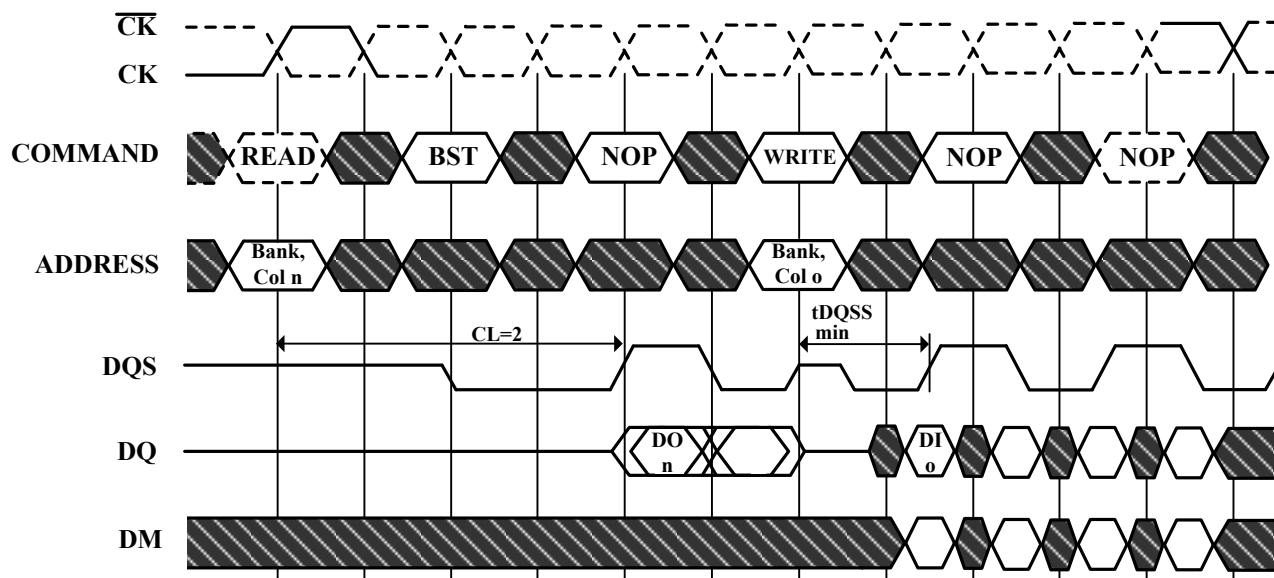 C̅K̅
CK
COMMAND
READ
BST
NOP
WRITE
NOP
NOP
ADDRESS
Bank,
Col n
Bank,
Col o
DQS
CL=2
tDQSS
min
DQ
DO
n
DI
o
DM